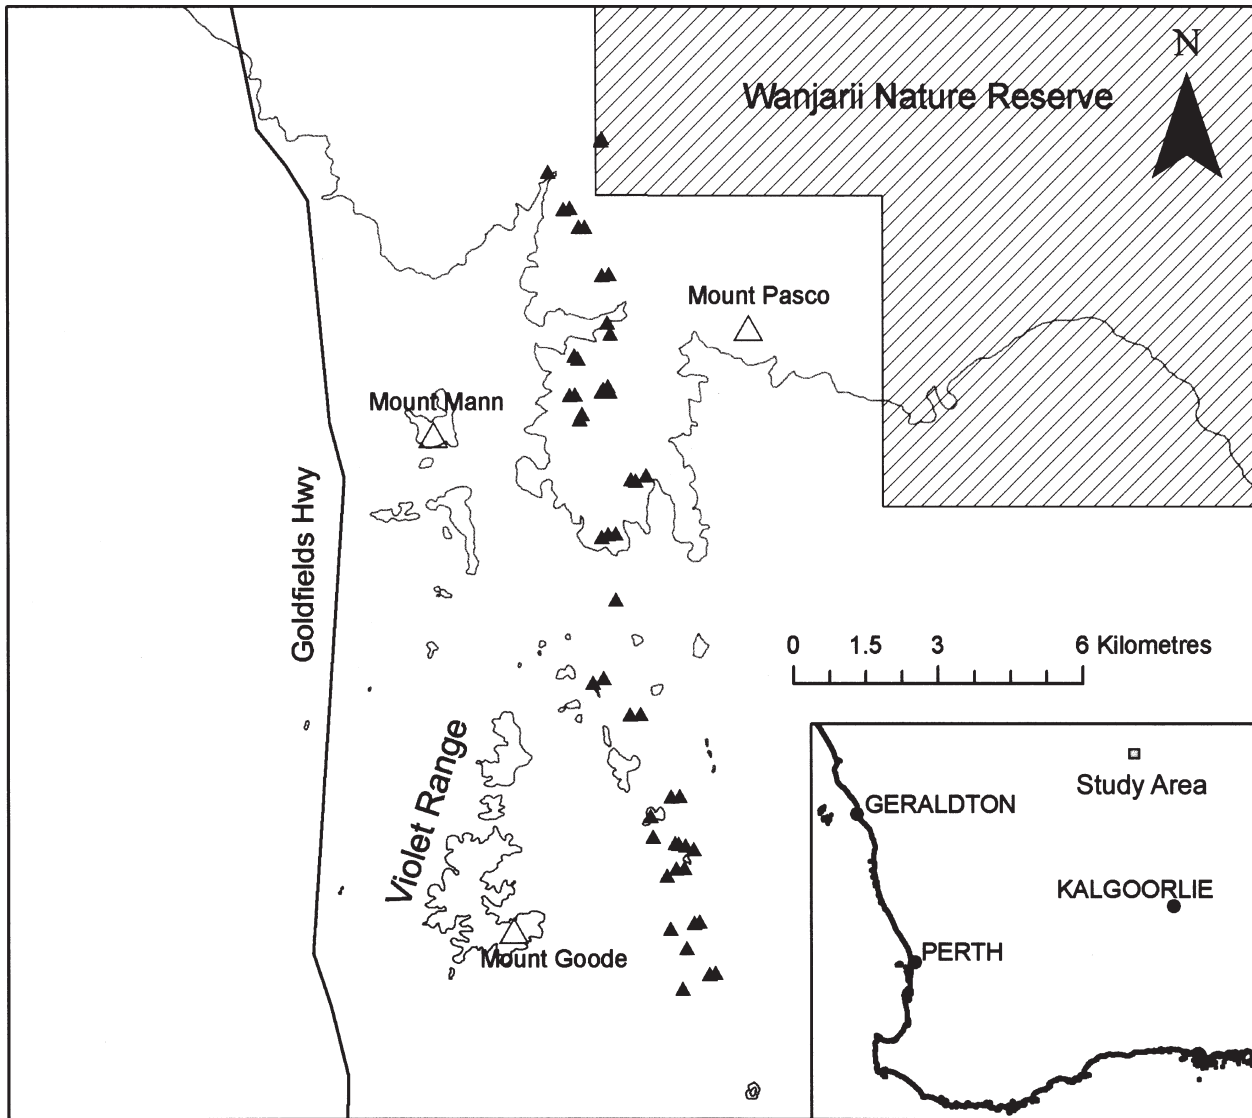 N
Wanjarii Nature Reserve
Mount Pasco
Mount Mann
Goldfields Hwy
0 1.5 3 6 Kilometres
Violet Range
Study Area
GERALDTON
KALGOORLIE
PERTH
Mount Goode